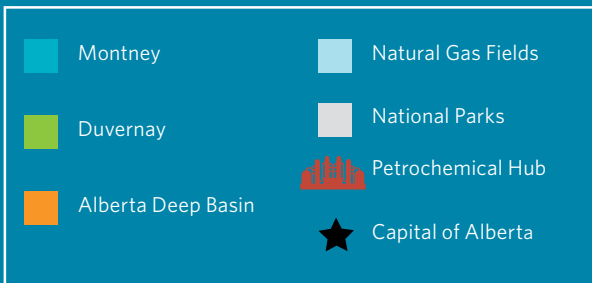 Montney
Duvernay
Alberta Deep Basin
Natural Gas Fields
National Parks
Petrochemical Hub
Capital of Alberta